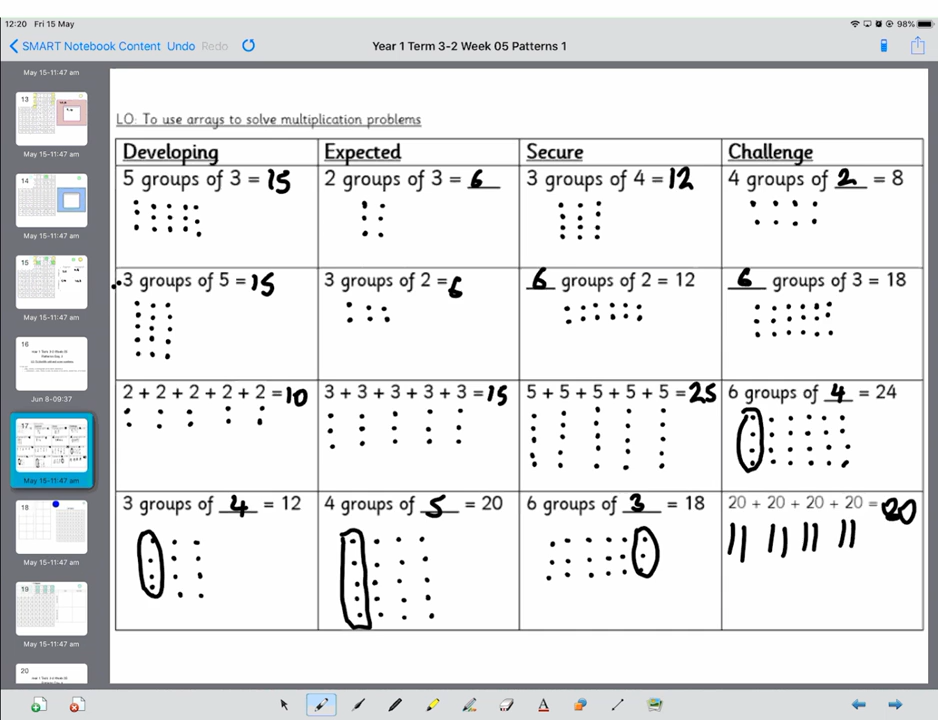 12:20 Fri 15 May
98%
SMART Notebook Content Undo Redo
Year 1 Term 3-2 Week 05 Patterns 1
May 15-11:47 am
13
May 15-11:47 am
14
May 15-11:47 am
15
May 15-11:47 am
16
Jun 8-09:37
17
May 15-11:47 am
18
May 15-11:47 am
19
May 15-11:47 am
20
LO: To use arrays to solve multiplication problems
Developing Expected Secure Challenge
5 groups of 3 = 15 2 groups of 3 = 6 3 groups of 4 = 12 4 groups of 2 = 8
3 groups of 5 = 15 3 groups of 2 = 6 6 groups of 2 = 12 6 groups of 3 = 18
2 + 2 + 2 + 2 + 2 = 10 3 + 3 + 3 + 3 + 3 = 15 5 + 5 + 5 + 5 + 5 = 25 6 groups of 4 = 24
3 groups of 4 = 12 4 groups of 5 = 20 6 groups of 3 = 18 20 + 20 + 20 + 20 = 20
A